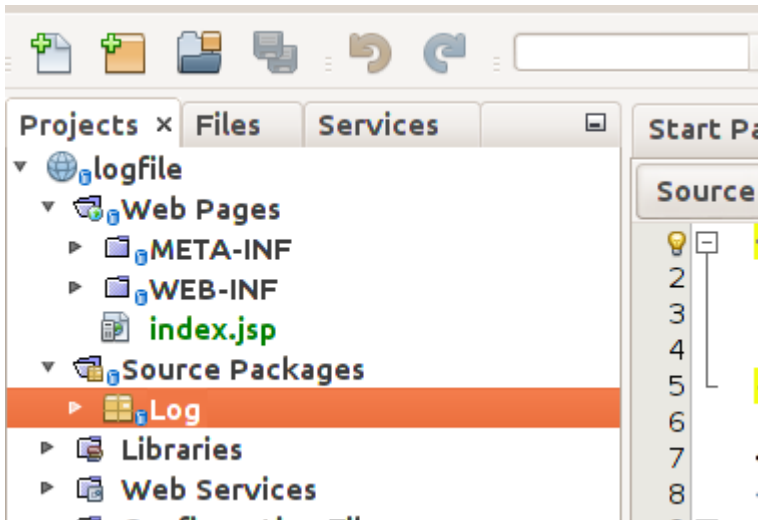 Projects × Files Services
Start Pa
logfile
Source
Web Pages
META-INF
WEB-INF
index.jsp
Source Packages
Log
Libraries
Web Services
2
3
4
5
6
7
8